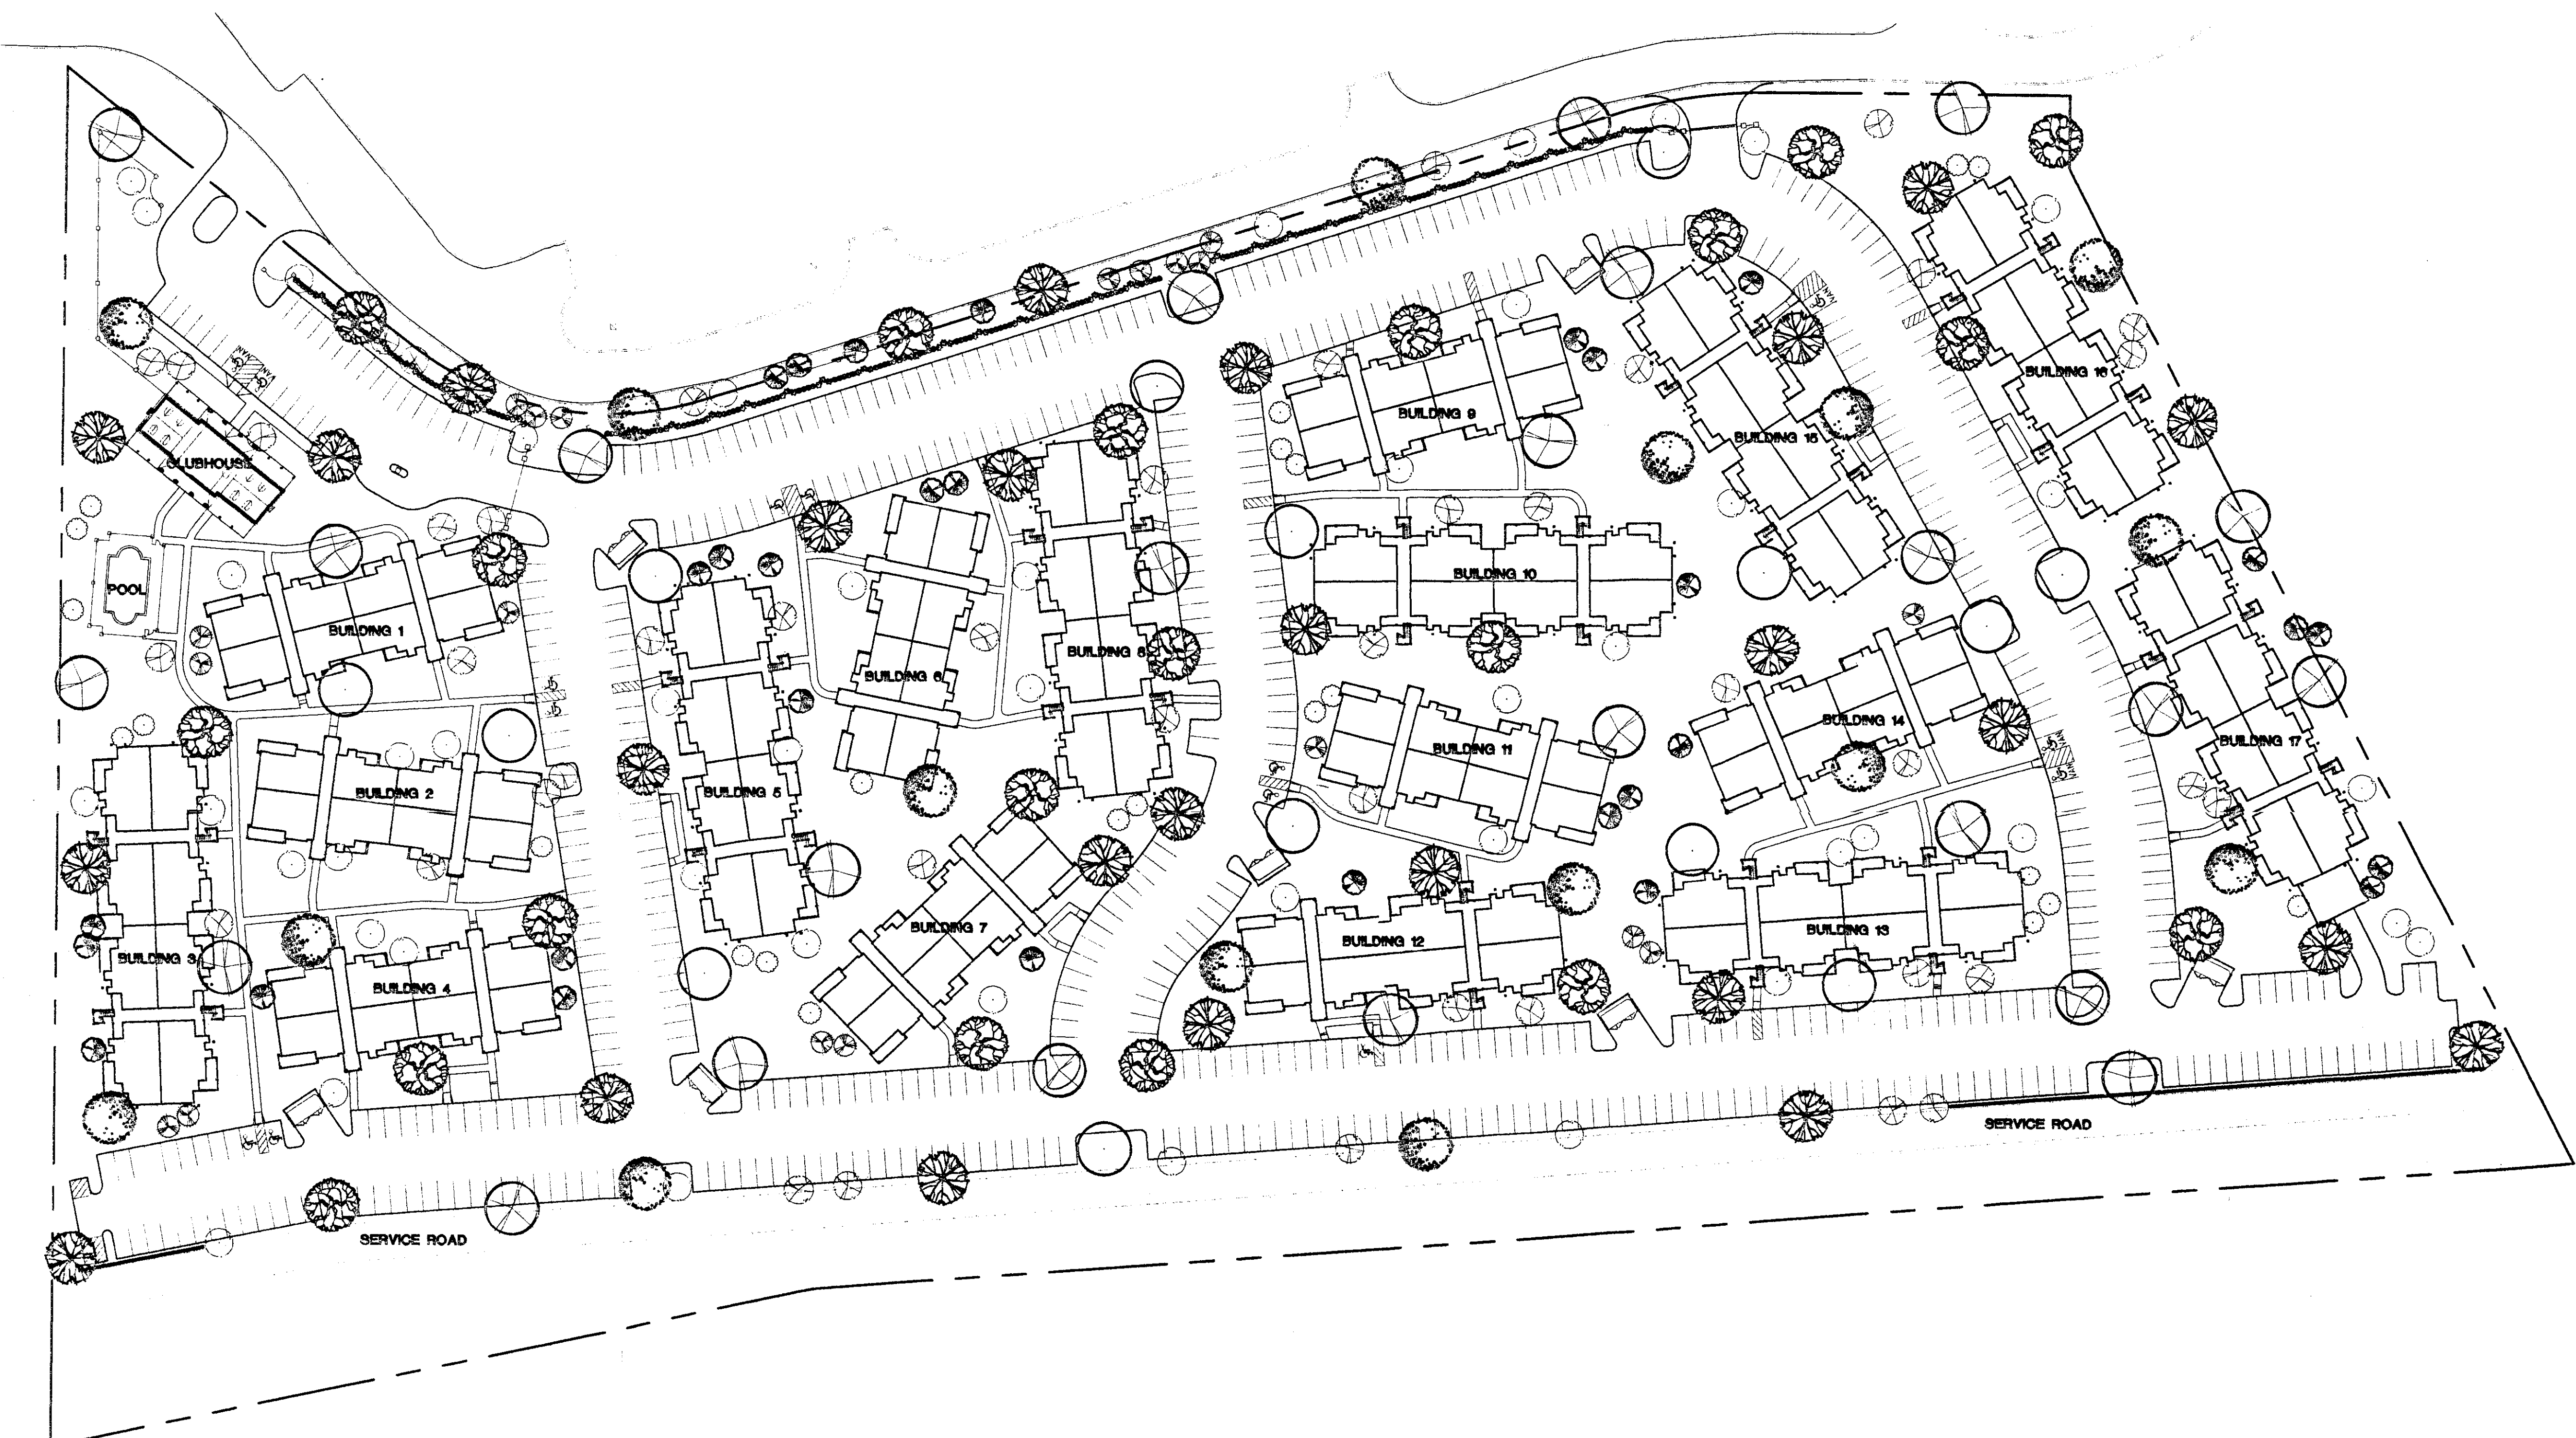 BUILDING 16
BUILDING 9
BUILDING 15
CLUBHOUSE
BUILDING 10
POOL
BUILDING 1
BUILDING 8
BUILDING 6
BUILDING 14
BUILDING 17
BUILDING 11
BUILDING 5
BUILDING 2
BUILDING 7
BUILDING 13
BUILDING 12
BUILDING 3
BUILDING 4
SERVICE ROAD
SERVICE ROAD